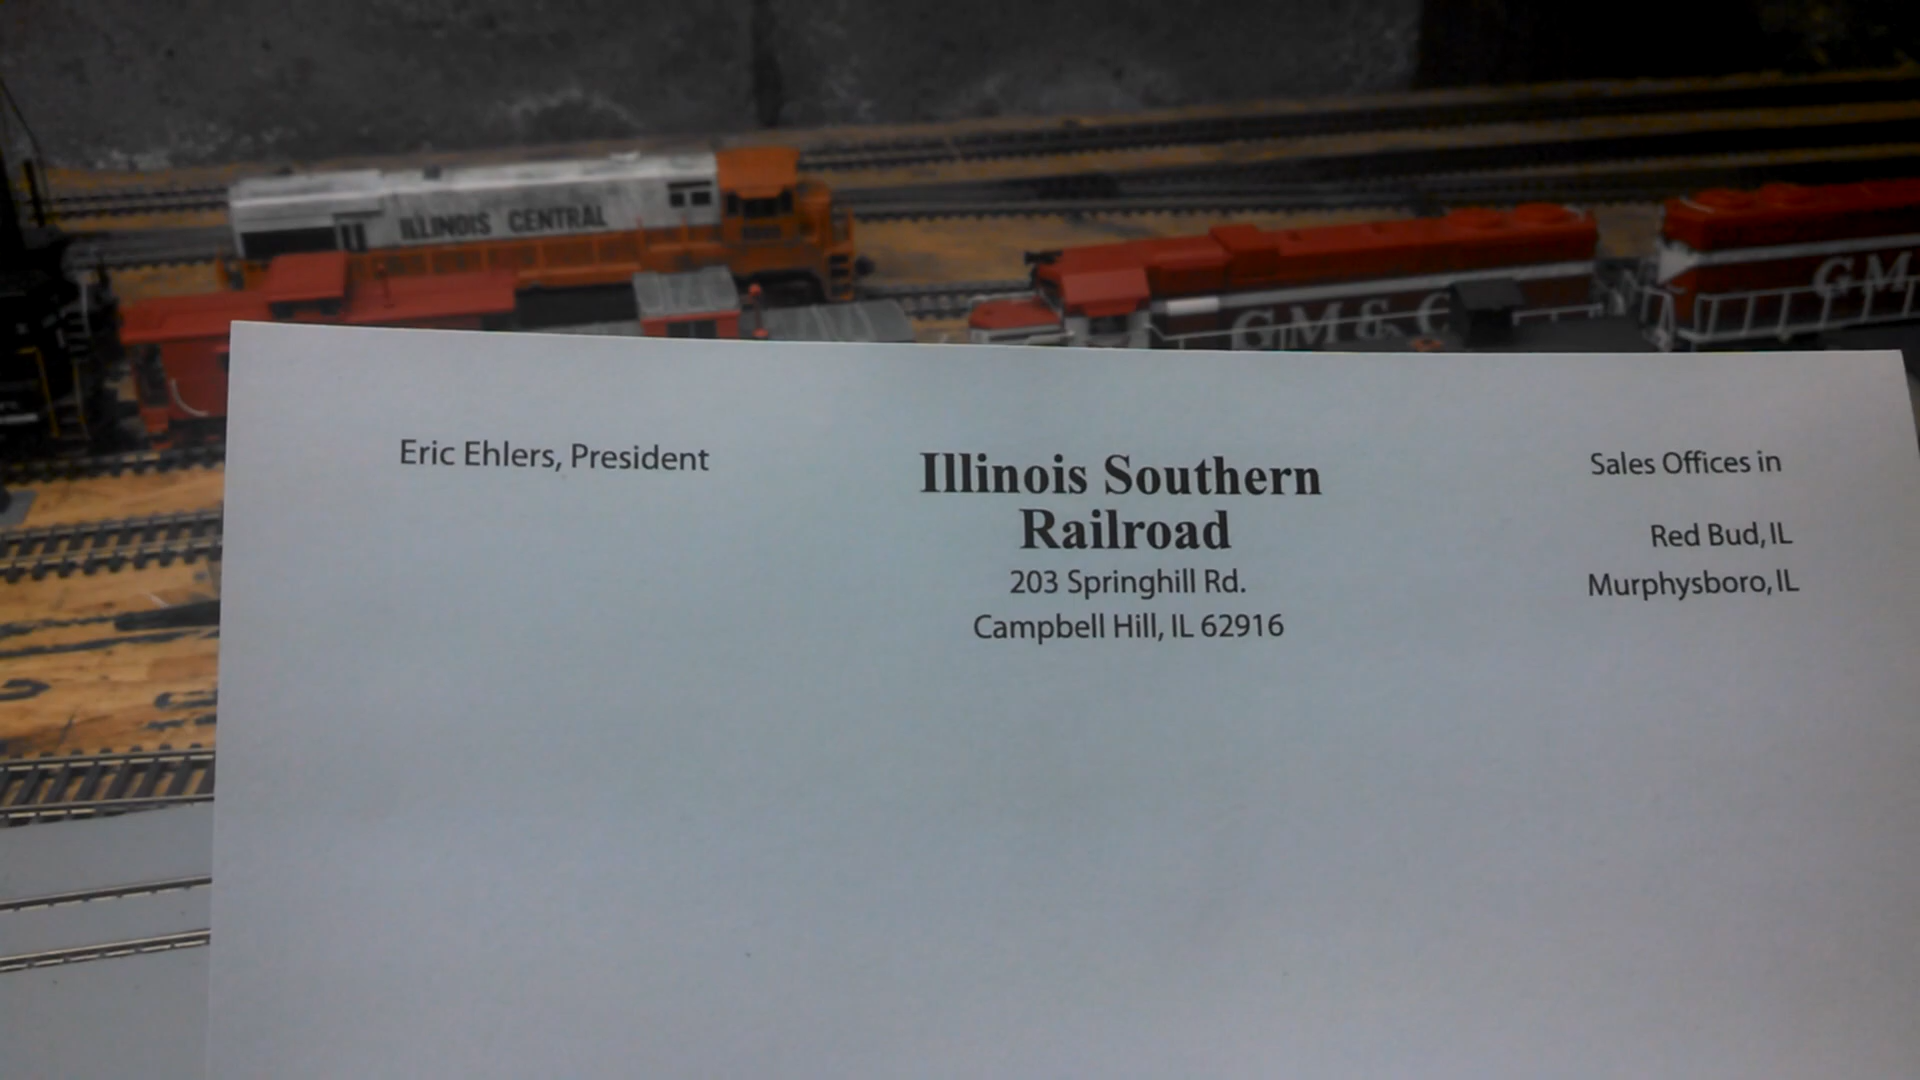 ILLINOIS CENTRAL
GM & C
GM
Eric Ehlers, President
Illinois Southern
Railroad
203 Springhill Rd.
Campbell Hill, IL 62916
Sales Offices in
Red Bud, IL
Murphysboro, IL